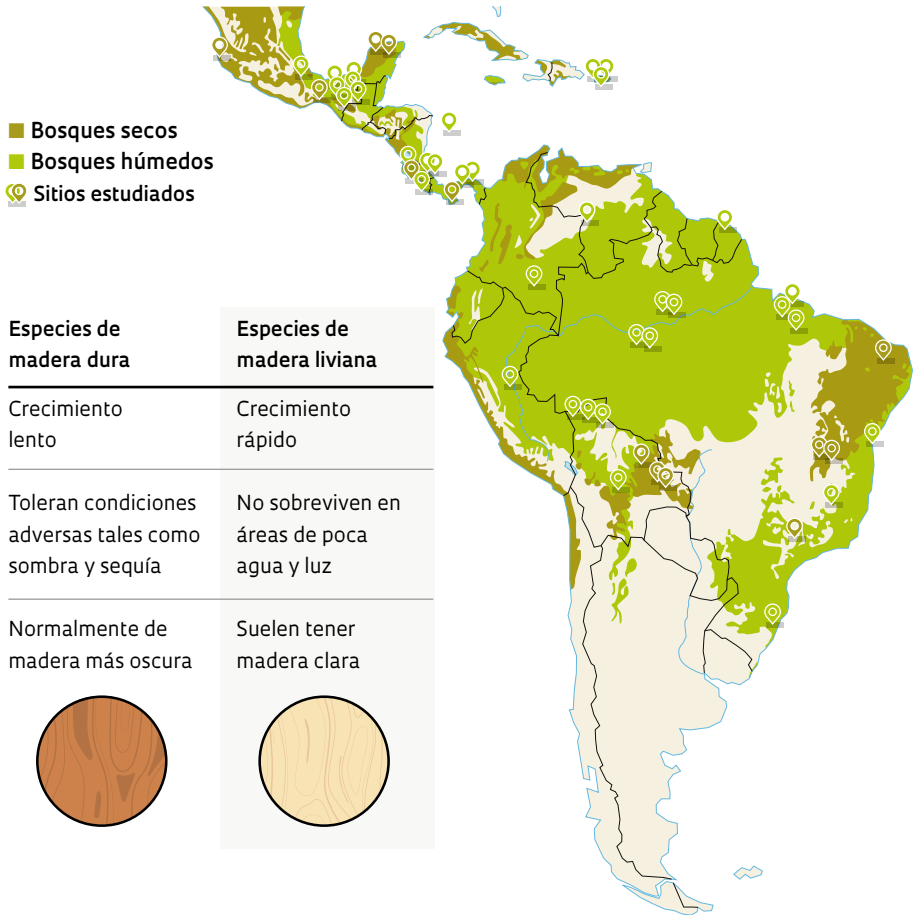 Bosques secos
Bosques húmedos
Sitios estudiados
Especies de
madera dura
Especies de
madera liviana
Crecimiento
lento
Crecimiento
rápido
Toleran condiciones
adversas tales como
sombra y sequía
No sobreviven en
áreas de poca
agua y luz
Normalmente de
madera más oscura
Suelen tener
madera clara